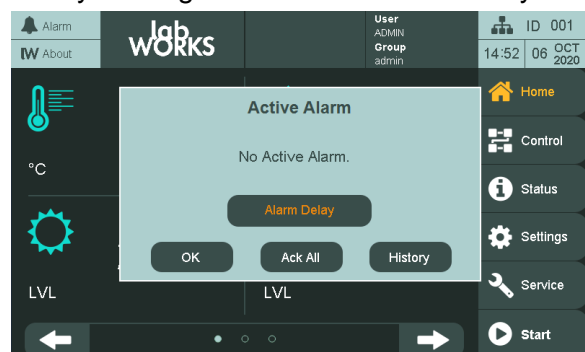 Alarm
About
lab
WORKS
User
ADMIN
Group
admin
ID 001
14:52
06 OCT
2020
Active Alarm
No Active Alarm.
Alarm Delay
OK
Ack All
History
°C
LVL
LVL
Home
Control
Status
Settings
Service
Start